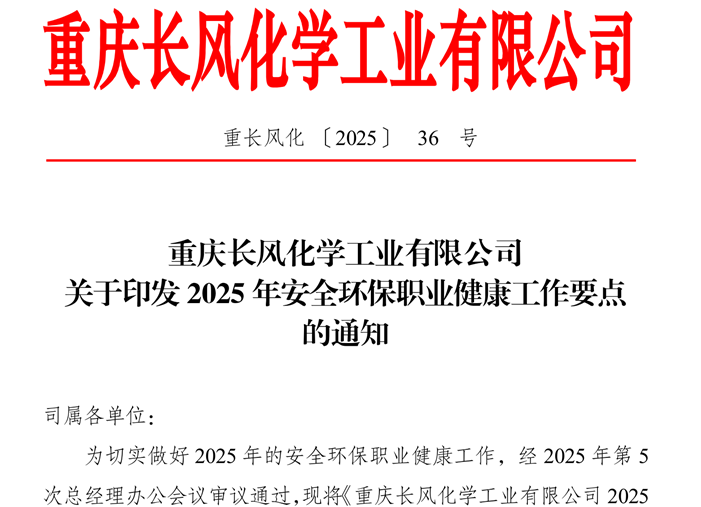 重庆长风化学工业有限公司
重长风化〔2025〕 36 号
重庆长风化学工业有限公司
关于印发 2025 年安全环保职业健康工作要点
的通知
司属各单位：
为切实做好 2025 年的安全环保职业健康工作，经 2025 年第 5
次总经理办公会议审议通过，现将《重庆长风化学工业有限公司 2025